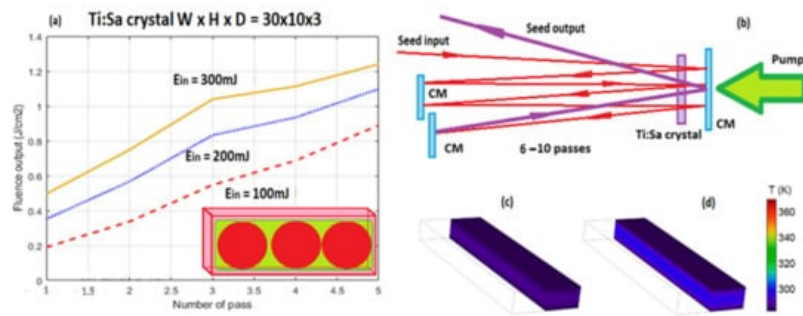 (a) Ti:Sa crystal W x H x D = 30x10x3
Fluence output (J/cm2)
1.4
1.2
1
0.8
0.6
0.4
0.2
0
Ein = 300mJ
Ein = 200mJ
Ein = 100mJ
1 1.5 2 2.5 3 3.5 4 4.5 5
Number of pass
(b)
Seed input
Seed output
Pump
CM
CM
Ti:Sa crystal
CM
6 –10 passes
(c)
(d)
T (K)
360
340
320
300